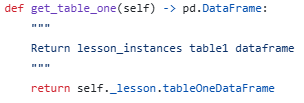 def get_table_one(self) -> pd.DataFrame:
    """
    Return lesson_instances table1 dataframe
    """
    return self._lesson.tableOneDataFrame